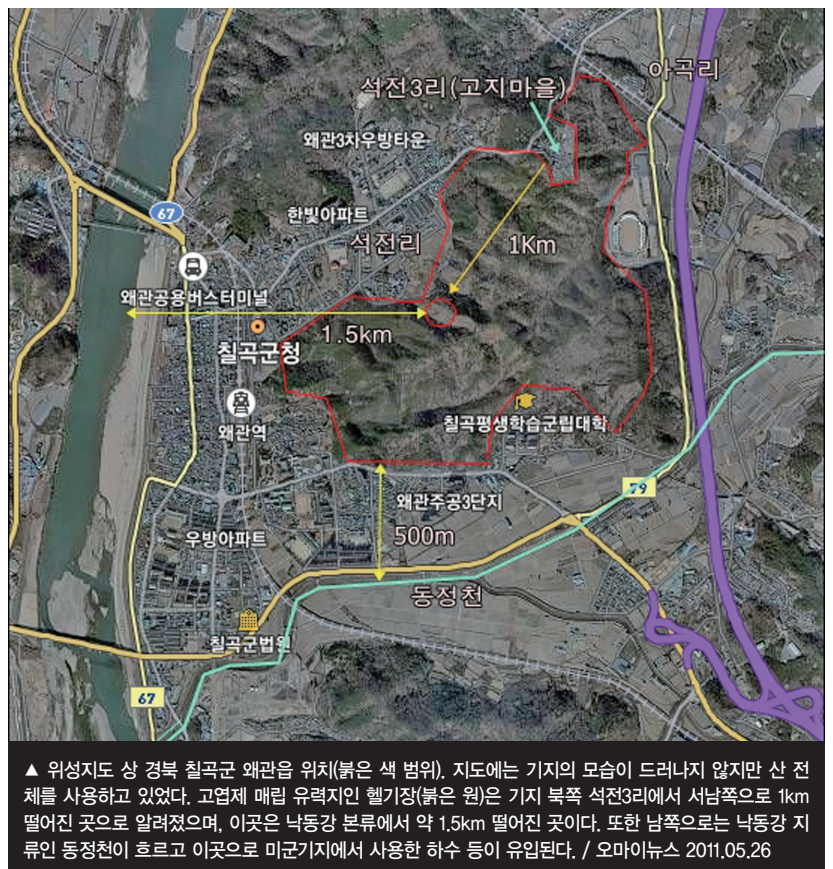 아곡리
석전3리(고지마을)
왜관3차우방타운
67
한빛아파트
석전리
1Km
왜관공용버스터미널
1.5km
칠곡군청
왜관역
칠곡평생학습군립대학
79
왜관주공3단지
500m
우방아파트
동정천
칠곡군법원
67
▲ 위성지도 상 경북 칠곡군 왜관읍 위치(붉은 색 범위). 지도에는 기지의 모습이 드러나지 않지만 산 전
체를 사용하고 있었다. 고엽제 매립 유력지인 헬기장(붉은 원)은 기지 북쪽 석전3리에서 서남쪽으로 1km
떨어진 곳으로 알려졌으며, 이곳은 낙동강 본류에서 약 1.5km 떨어진 곳이다. 또한 남쪽으로는 낙동강 지
류인 동정천이 흐르고 이곳으로 미군기지에서 사용한 하수 등이 유입된다. / 오마이뉴스 2011.05.26